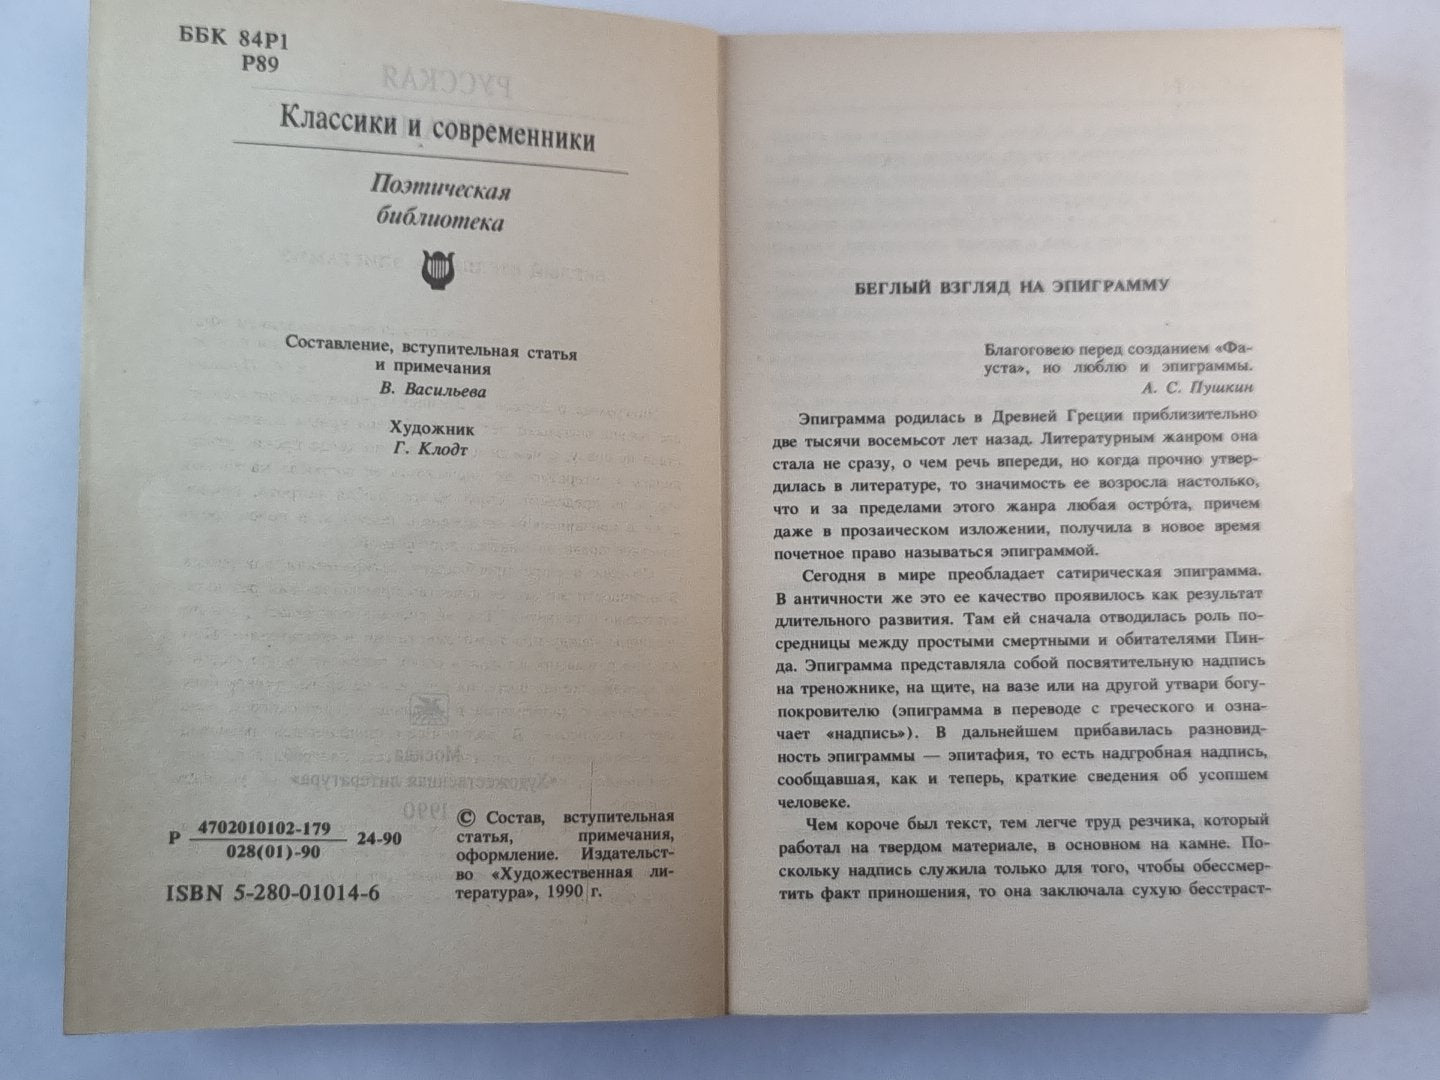 ББК 84Р1
Р89
Классики и современники
Поэтическая
библиотека
Составление, вступительная статья
и примечания
В. Васильева
Художник
Г. Клодт
Р 4702010102-179 24-90
028(01)-90
ISBN 5-280-01014-6
© Состав, вступительная
статья, примечания,
оформление. Издательст-
во «Художественная ли-
тература», 1990 г.
БЕГЛЫЙ ВЗГЛЯД НА ЭПИГРАММУ
Благоговею перед созданием «Фа-
уста», но люблю и эпиграммы.
А. С. Пушкин
Эпиграмма родилась в Древней Греции приблизительно
две тысячи восемьсот лет назад. Литературным жанром она
стала не сразу, о чем речь впереди, но когда прочно утвер-
дилась в литературе, то значимость ее возросла настолько,
что и за пределами этого жанра любая острóта, причем
даже в прозаическом изложении, получила в новое время
почетное право называться эпиграммой.
Сегодня в мире преобладает сатирическая эпиграмма.
В античности же это ее качество проявилось как результат
длительного развития. Там ей сначала отводилась роль по-
средницы между простыми смертными и обитателями Пин-
да. Эпиграмма представляла собой посвятительную надпись
на треножнике, на щите, на вазе или на другой утвари богу-
покровителю (эпиграмма в переводе с греческого и озна-
чает «надпись»). В дальнейшем прибавилась разновид-
ность эпиграммы — эпитафия, то есть надгробная надпись,
сообщавшая, как и теперь, краткие сведения об усопшем
человеке.
Чем короче был текст, тем легче труд резчика, который
работал на твердом материале, в основном на камне. По-
скольку надпись служила только для того, чтобы обессмер-
тить факт приношения, то она заключала сухую бесстраст-